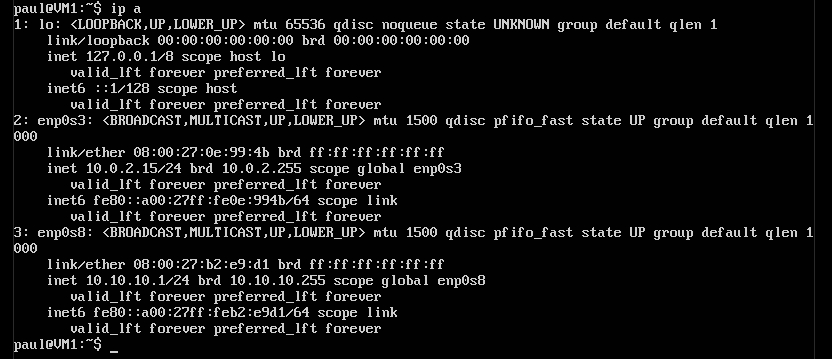 paul@VM1:~$ ip a
1: lo: <LOOPBACK,UP,LOWER_UP> mtu 65536 qdisc noqueue state UNKNOWN group default qlen 1
    link/loopback 00:00:00:00:00:00 brd 00:00:00:00:00:00
    inet 127.0.0.1/8 scope host lo
       valid_lft forever preferred_lft forever
    inet6 ::1/128 scope host
       valid_lft forever preferred_lft forever
2: enp0s3: <BROADCAST,MULTICAST,UP,LOWER_UP> mtu 1500 qdisc pfifo_fast state UP group default qlen 1
000
    link/ether 08:00:27:0e:99:4b brd ff:ff:ff:ff:ff:ff
    inet 10.0.2.15/24 brd 10.0.2.255 scope global enp0s3
       valid_lft forever preferred_lft forever
    inet6 fe80::a00:27ff:fe0e:994b/64 scope link
       valid_lft forever preferred_lft forever
3: enp0s8: <BROADCAST,MULTICAST,UP,LOWER_UP> mtu 1500 qdisc pfifo_fast state UP group default qlen 1
000
    link/ether 08:00:27:b2:e9:d1 brd ff:ff:ff:ff:ff:ff
    inet 10.10.10.1/24 brd 10.10.10.255 scope global enp0s8
       valid_lft forever preferred_lft forever
    inet6 fe80::a00:27ff:feb2:e9d1/64 scope link
       valid_lft forever preferred_lft forever
paul@VM1:~$ _